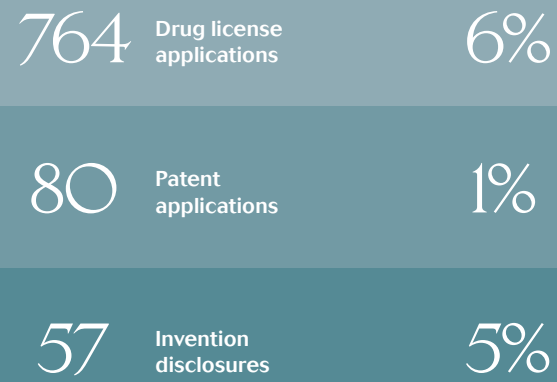 764 Drug license applications 6%
80 Patent applications 1%
57 Invention disclosures 5%